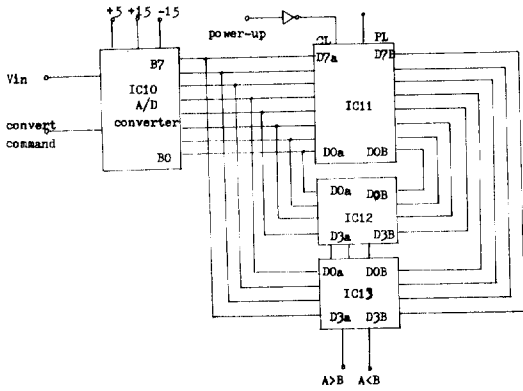 +5 +15 -15
power-up
CL PL
B7
D7a D7B
Vin
IC10
A/D
converter
IC11
convert
command
B0
D0a D0B
D0a D0B
IC12
D3a D3B
D0a D0B
IC13
D3a D3B
A>B A<B